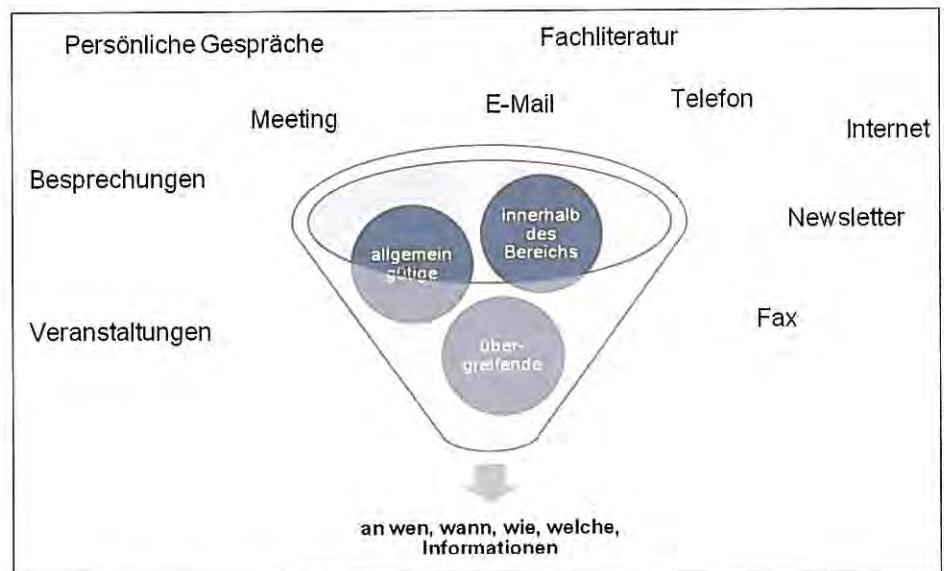 Persönliche Gespräche
Fachliteratur
Meeting
E-Mail
Telefon
Internet
Besprechungen
Newsletter
innerhalb
des
Bereichs
allgemein
gütige
Veranstaltungen
Fax
über-
greifende
an wen, wann, wie, welche,
Informationen